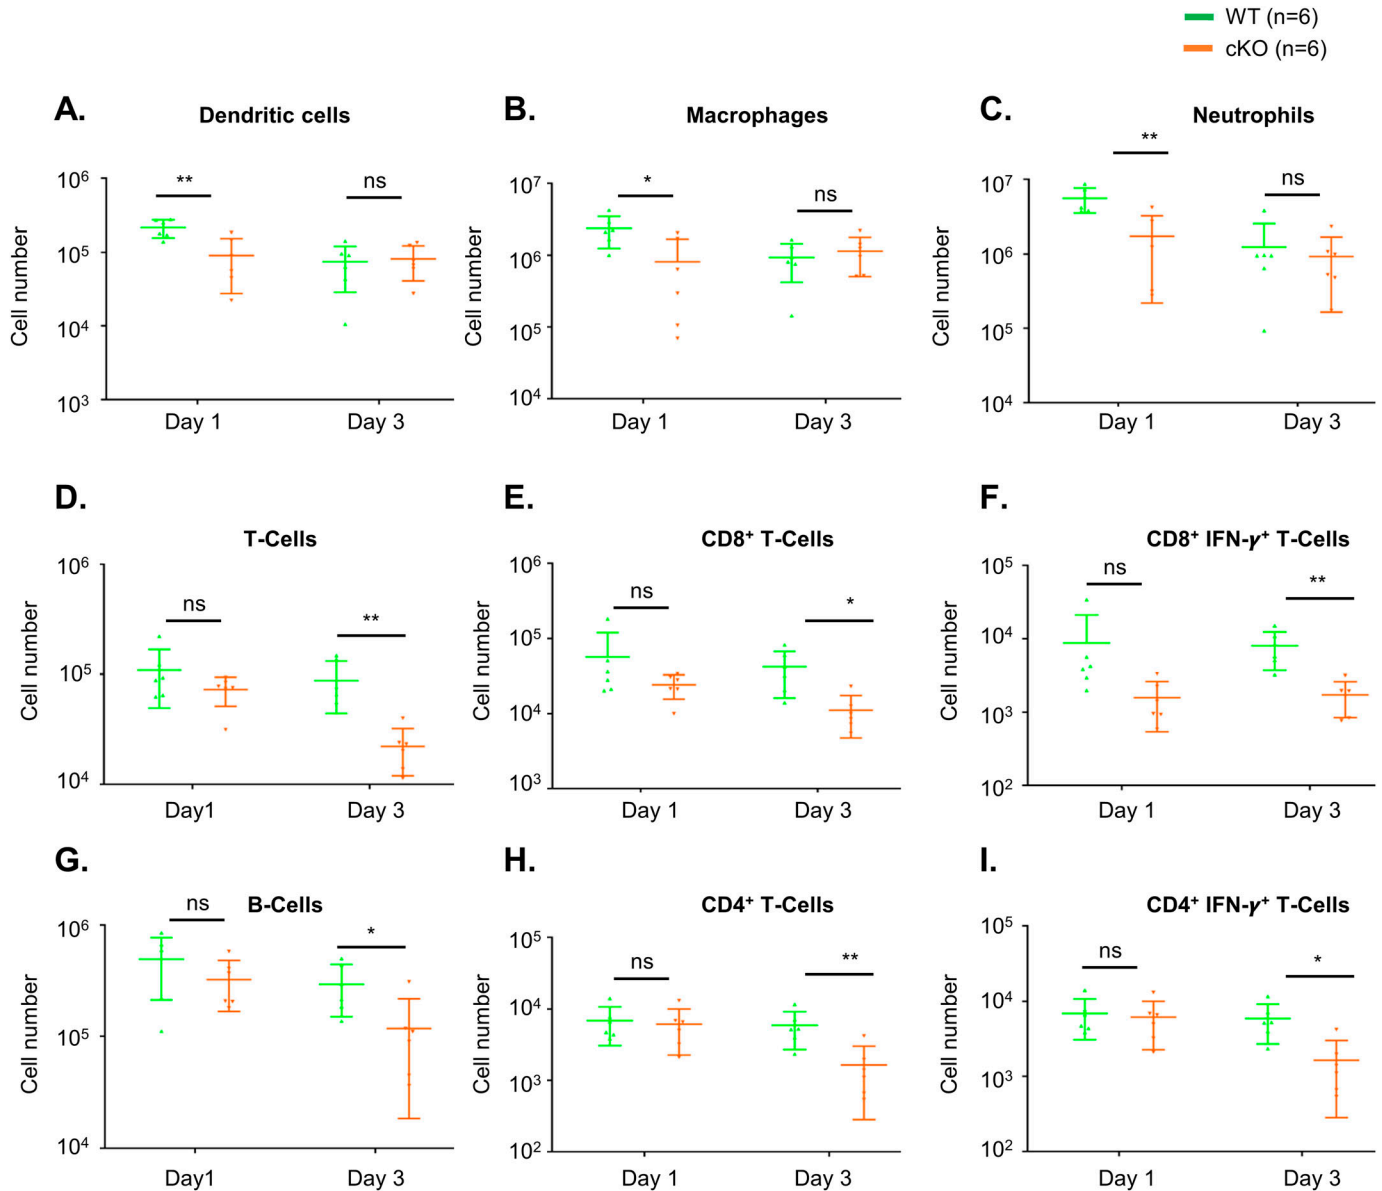 WT (n=6)
cKO (n=6)
A.
Dendritic cells
Cell number
10⁶
10⁵
10⁴
10³
**
ns
Day 1
Day 3
B.
Macrophages
Cell number
10⁷
10⁶
10⁵
10⁴
*
ns
Day 1
Day 3
C.
Neutrophils
Cell number
10⁷
10⁶
10⁵
10⁴
**
ns
Day 1
Day 3
D.
T-Cells
Cell number
10⁶
10⁵
10⁴
ns
**
Day1
Day 3
E.
CD8⁺ T-Cells
Cell number
10⁶
10⁵
10⁴
10³
ns
*
Day 1
Day 3
F.
CD8⁺ IFN-γ⁺ T-Cells
Cell number
10⁵
10⁴
10³
10²
ns
**
Day 1
Day 3
G.
B-Cells
Cell number
10⁶
10⁵
10⁴
ns
*
Day1
Day 3
H.
CD4⁺ T-Cells
Cell number
10⁵
10⁴
10³
10²
ns
**
Day 1
Day 3
I.
CD4⁺ IFN-γ⁺ T-Cells
Cell number
10⁵
10⁴
10³
10²
ns
*
Day 1
Day 3